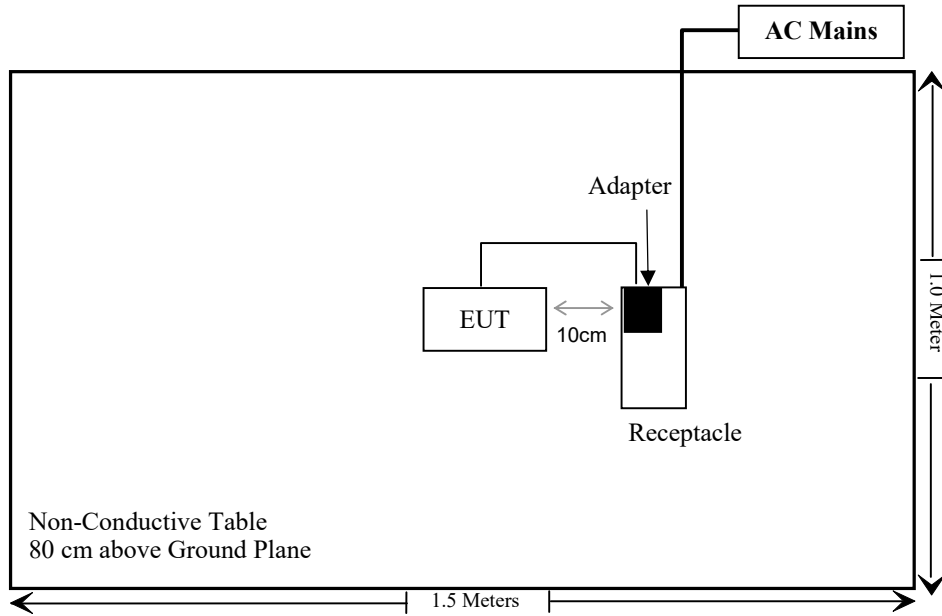 AC Mains
Adapter
EUT
10cm
1.0 Meter
Receptacle
Non-Conductive Table
80 cm above Ground Plane
1.5 Meters